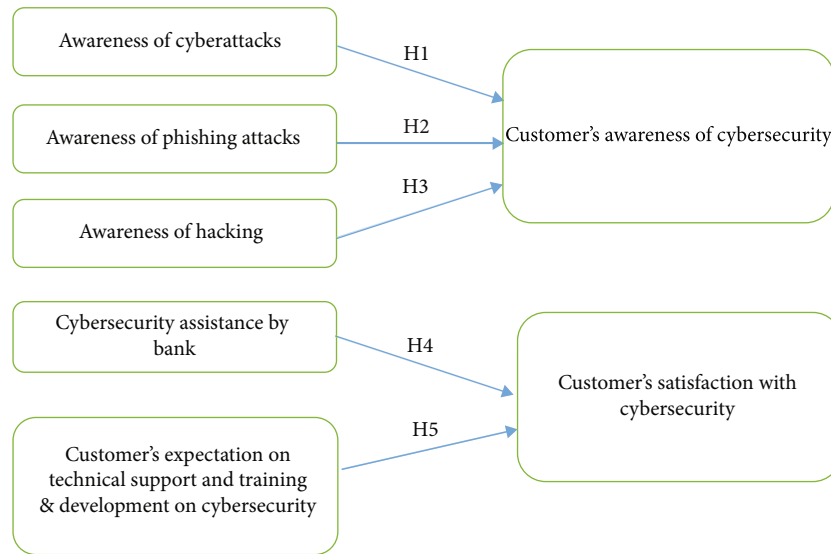 Awareness of cyberattacks
H1
Awareness of phishing attacks
H2
Customer’s awareness of cybersecurity
H3
Awareness of hacking
Cybersecurity assistance by
bank
H4
Customer’s satisfaction with
cybersecurity
H5
Customer’s expectation on
technical support and training
& development on cybersecurity